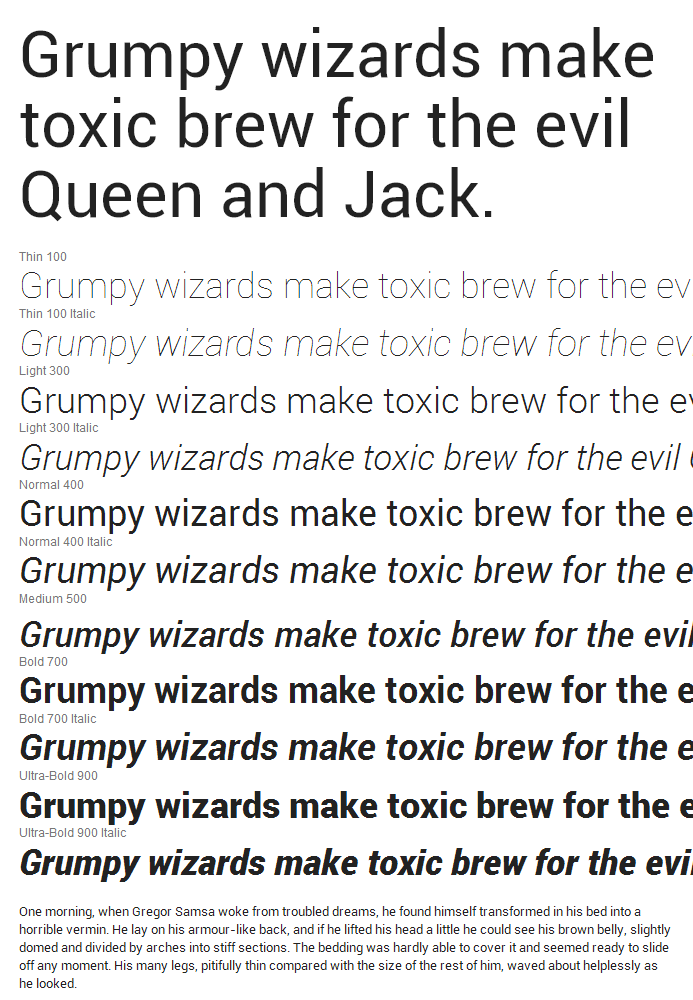 Grumpy wizards make
toxic brew for the evil
Queen and Jack.
Thin 100
Grumpy wizards make toxic brew for the ev
Thin 100 Italic
Grumpy wizards make toxic brew for the ev
Light 300
Grumpy wizards make toxic brew for the ev
Light 300 Italic
Grumpy wizards make toxic brew for the evil
Normal 400
Grumpy wizards make toxic brew for the e
Normal 400 Italic
Grumpy wizards make toxic brew for the e
Medium 500
Grumpy wizards make toxic brew for the evil
Bold 700
Grumpy wizards make toxic brew for the e
Bold 700 Italic
Grumpy wizards make toxic brew for the e
Ultra-Bold 900
Grumpy wizards make toxic brew for the e
Ultra-Bold 900 Italic
Grumpy wizards make toxic brew for the evi
One morning, when Gregor Samsa woke from troubled dreams, he found himself transformed in his bed into a
horrible vermin. He lay on his armour-like back, and if he lifted his head a little he could see his brown belly, slightly
domed and divided by arches into stiff sections. The bedding was hardly able to cover it and seemed ready to slide
off any moment. His many legs, pitifully thin compared with the size of the rest of him, waved about helplessly as
he looked.